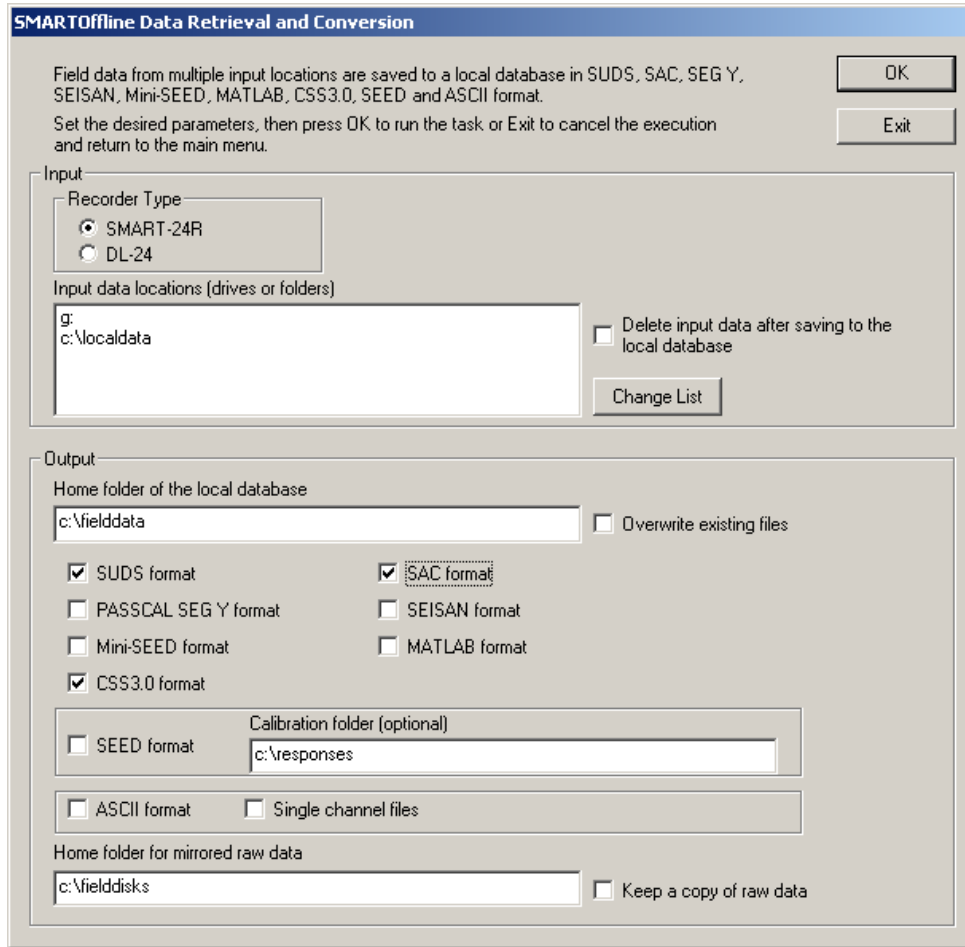 SMARTOffline Data Retrieval and Conversion
Field data from multiple input locations are saved to a local database in SUDS, SAC, SEG Y,
SEISAN, Mini-SEED, MATLAB, CSS3.0, SEED and ASCII format.
Set the desired parameters, then press OK to run the task or Exit to cancel the execution
and return to the main menu.
OK
Exit
Input
Recorder Type
SMART-24R
DL-24
Input data locations (drives or folders)
g:
c:\localdata
Delete input data after saving to the
local database
Change List
Output
Home folder of the local database
c:\fielddata
Overwrite existing files
SUDS format
SAC format
PASSCAL SEG Y format
SEISAN format
Mini-SEED format
MATLAB format
CSS3.0 format
Calibration folder (optional)
SEED format
c:\responses
ASCII format
Single channel files
Home folder for mirrored raw data
c:\fielddisks
Keep a copy of raw data